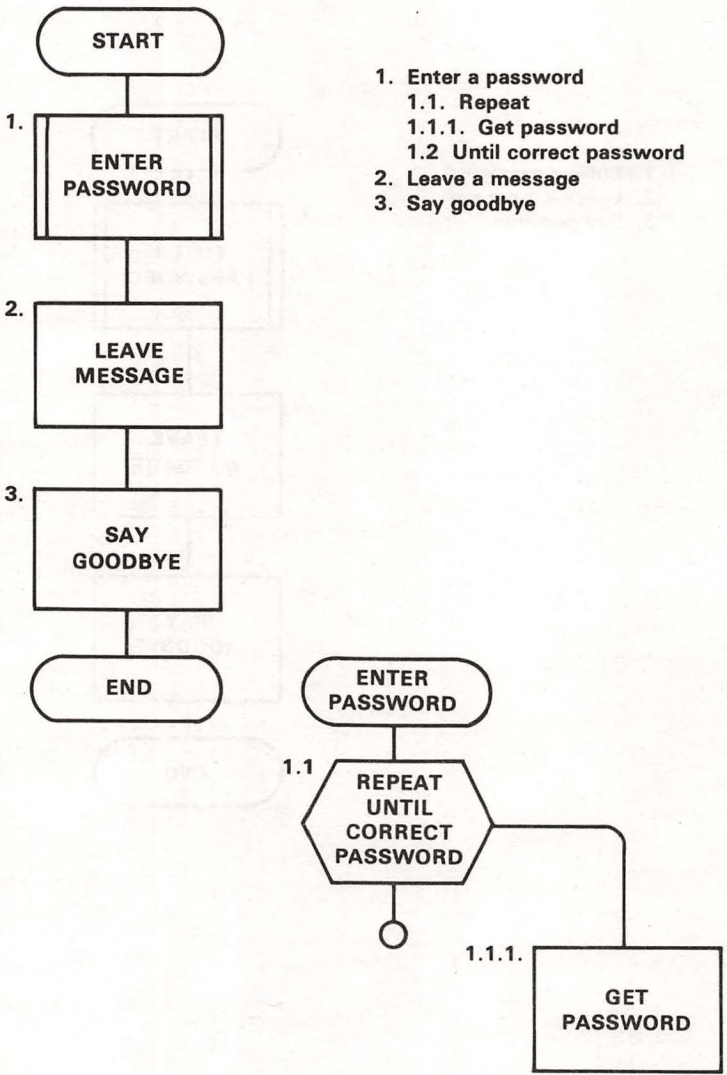 START
1. Enter a password
1.1. Repeat
1.1.1. Get password
1.2 Until correct password
2. Leave a message
3. Say goodbye
1.
ENTER
PASSWORD
2.
LEAVE
MESSAGE
3.
SAY
GOODBYE
END
ENTER
PASSWORD
1.1
REPEAT
UNTIL
CORRECT
PASSWORD
1.1.1.
GET
PASSWORD